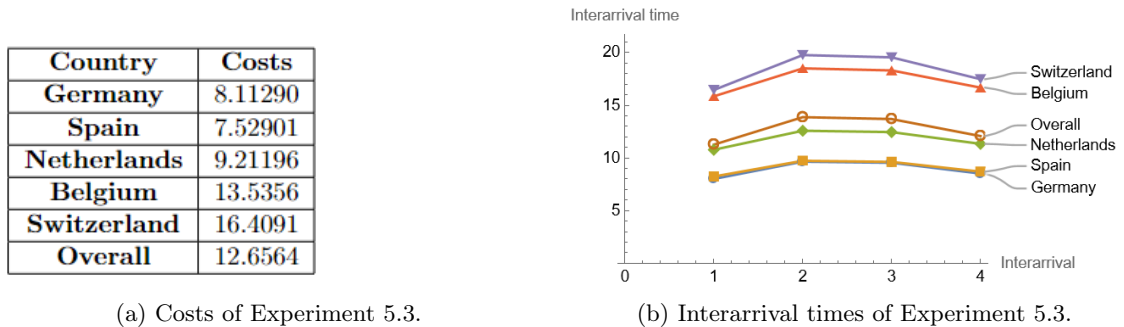 Country Costs
Germany 8.11290
Spain 7.52901
Netherlands 9.21196
Belgium 13.5356
Switzerland 16.4091
Overall 12.6564
(a) Costs of Experiment 5.3.
Interarrival time
20
15
10
5
0 1 2 3 4
Interarrival
Switzerland
Belgium
Overall
Netherlands
Spain
Germany
(b) Interarrival times of Experiment 5.3.